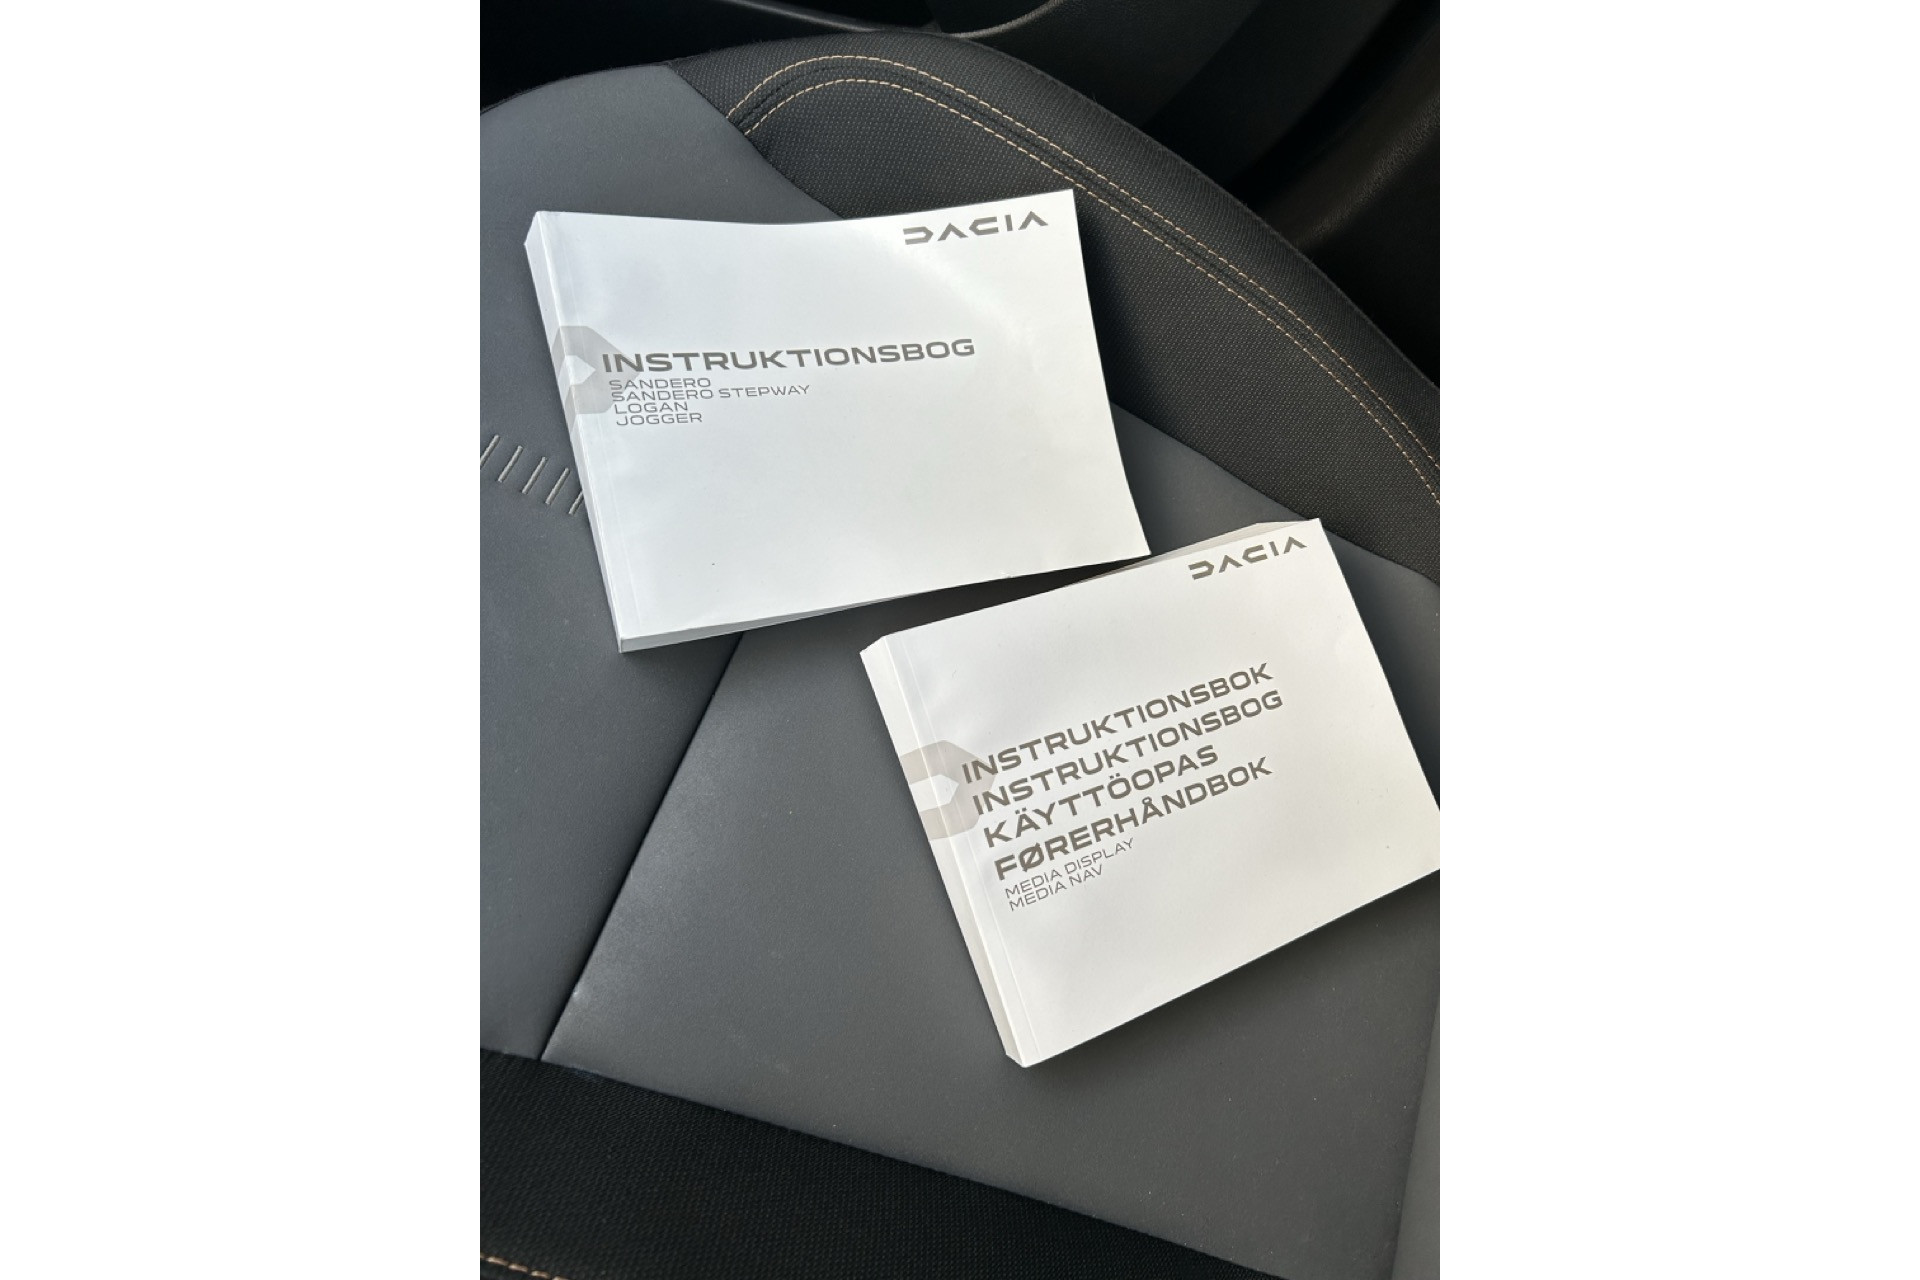 DACIA
INSTRUKTIONSBOG
SANDERO
SANDERO STEPWAY
LOGAN
JOGGER
DACIA
INSTRUKTIONSBOK
INSTRUKTIONSBOG
KÄYTTÖOPAS
FØRERHÅNDBOK
MEDIA DISPLAY
MEDIA NAV